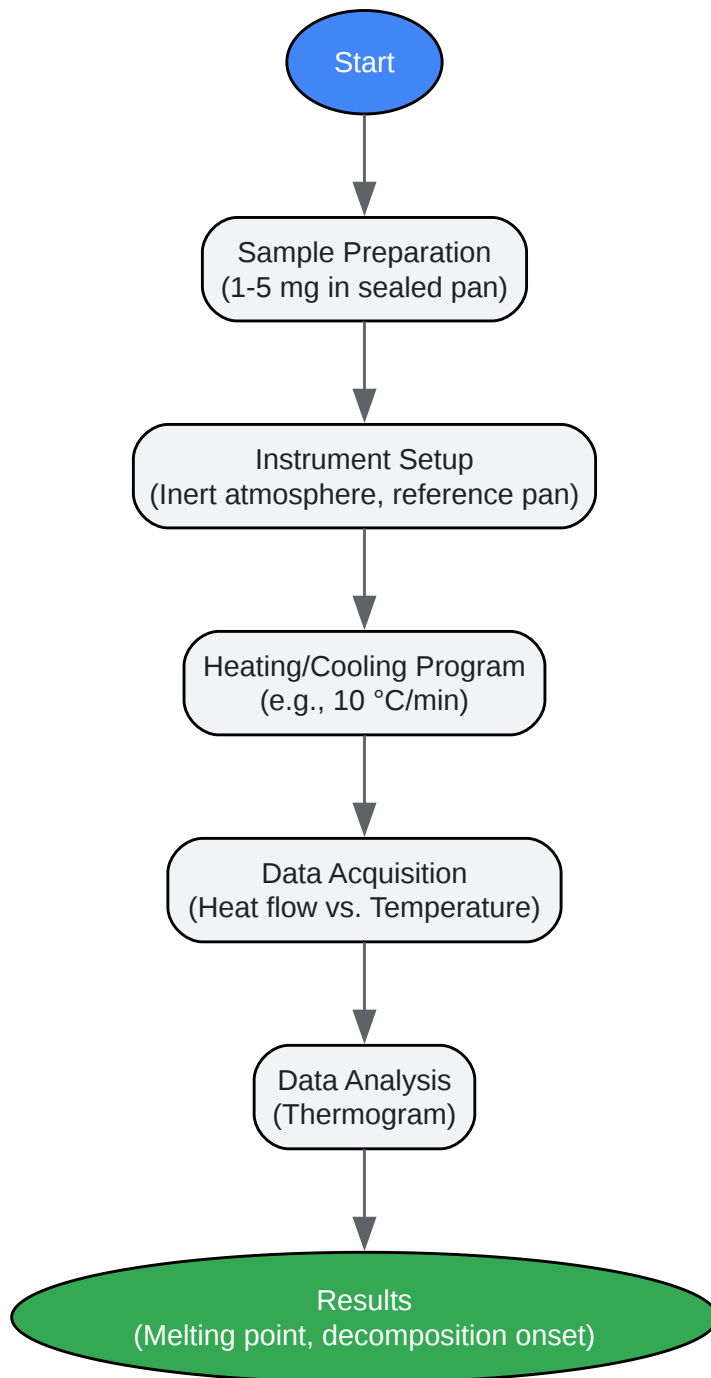 Start
Sample Preparation
(1-5 mg in sealed pan)
Instrument Setup
(Inert atmosphere, reference pan)
Heating/Cooling Program
(e.g., 10 °C/min)
Data Acquisition
(Heat flow vs. Temperature)
Data Analysis
(Thermogram)
Results
(Melting point, decomposition onset)